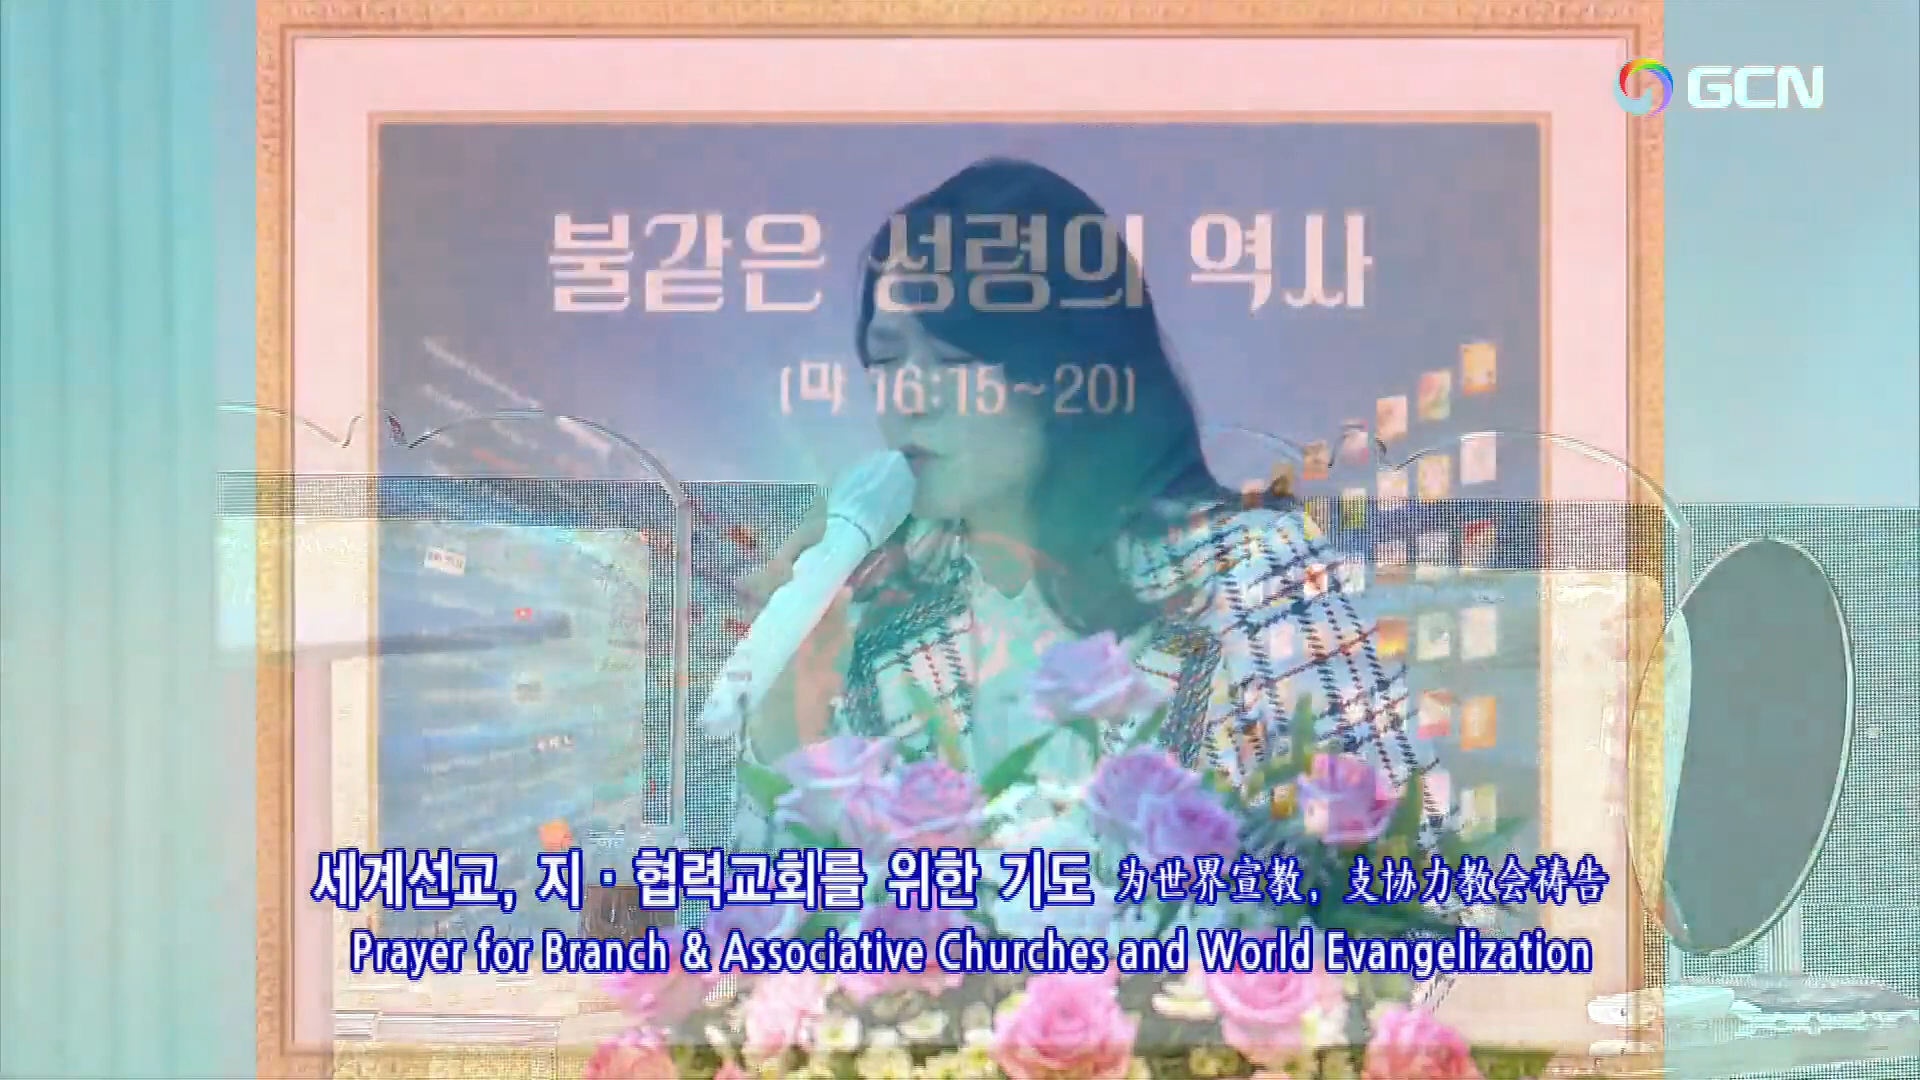 GCN
불같은 성령의 역사
(막 16:15~20)
세계선교, 지·협력교회를 위한 기도 为世界宣教, 支协力教会祷告
Prayer for Branch & Associative Churches and World Evangelization